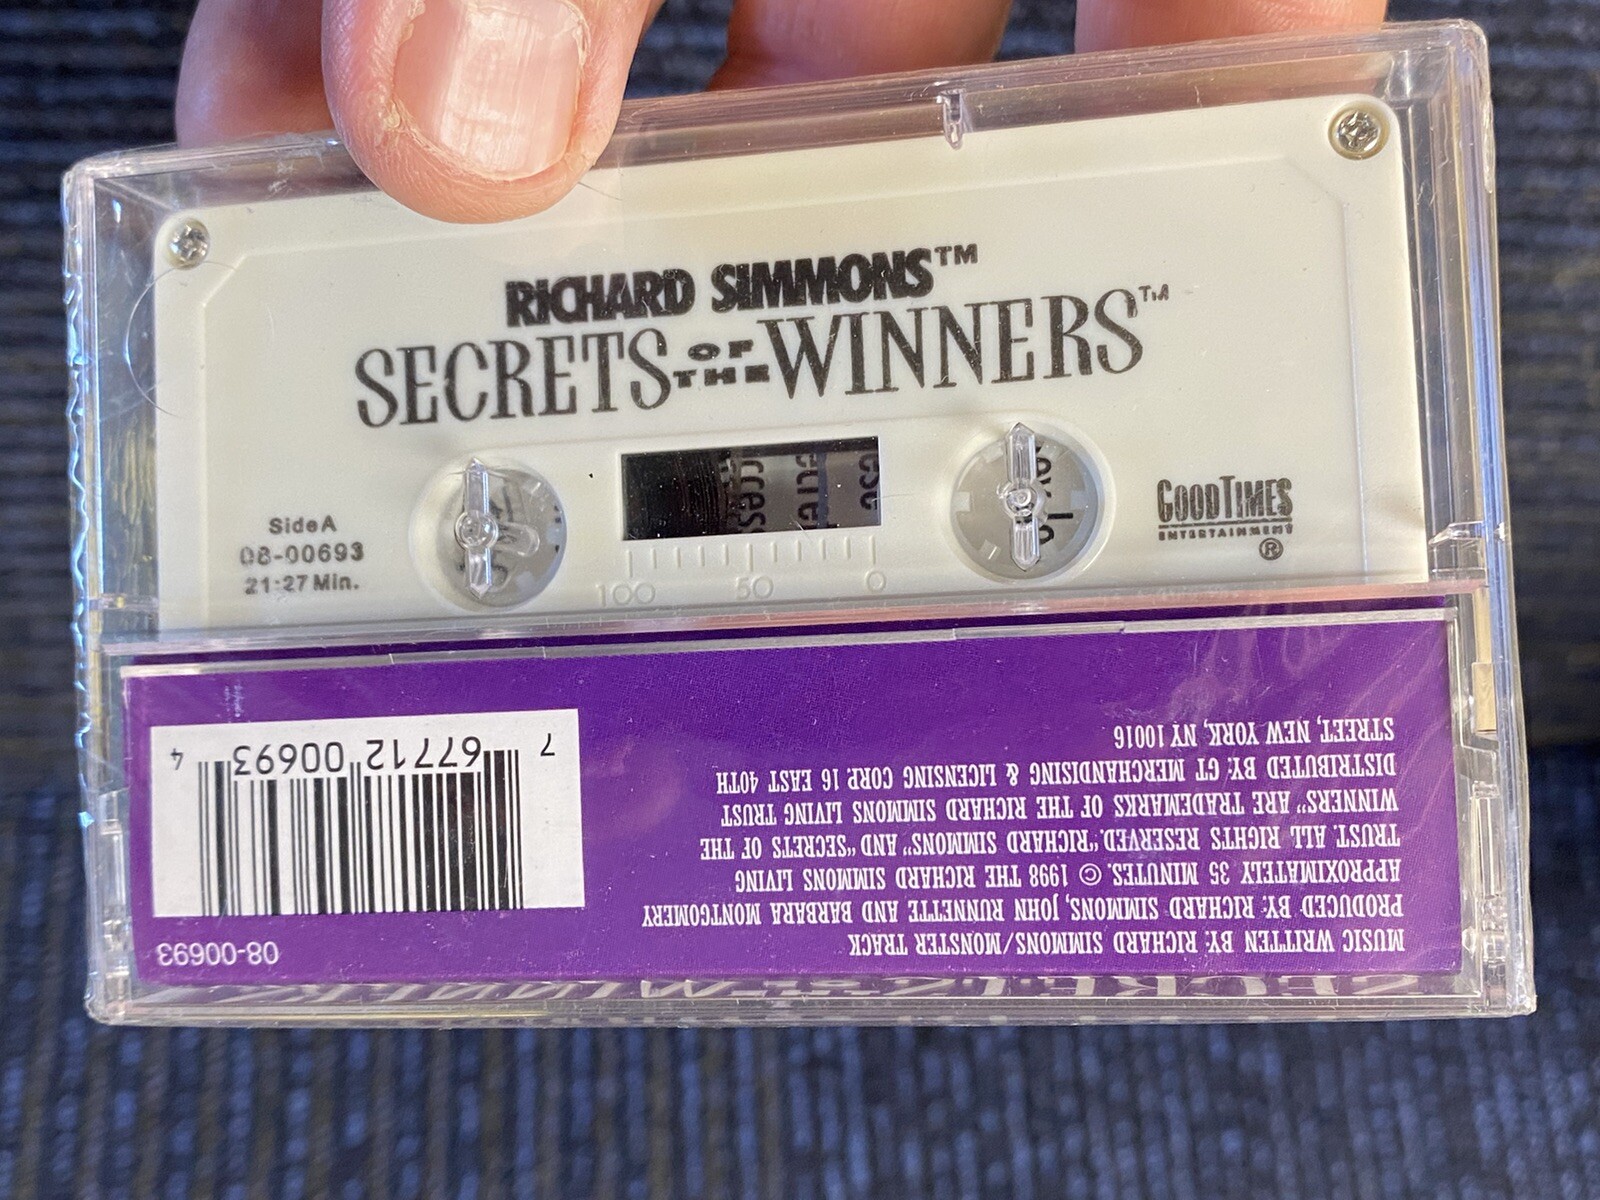 RICHARD SIMMONS™
SECRETS OF THE WINNERS™
Side A
08-00693
21:27 Min.
100 50 0
GOODTIMES
ENTERTAINMENT
®
MUSIC WRITTEN BY: RICHARD SIMMONS/MONSTER TRACK
PRODUCED BY: RICHARD SIMMONS, JOHN RUNNETTE AND BARBARA MONTGOMERY
APPROXIMATELY 35 MINUTES. © 1998 THE RICHARD SIMMONS LIVING
TRUST. ALL RIGHTS RESERVED. "RICHARD SIMMONS" AND "SECRETS OF THE
WINNERS" ARE TRADEMARKS OF THE RICHARD SIMMONS LIVING TRUST
DISTRIBUTED BY: GT MERCHANDISING & LICENSING CORP. 16 EAST 40TH
STREET, NEW YORK, NY 10016
08-00693
7 67712 00693 4